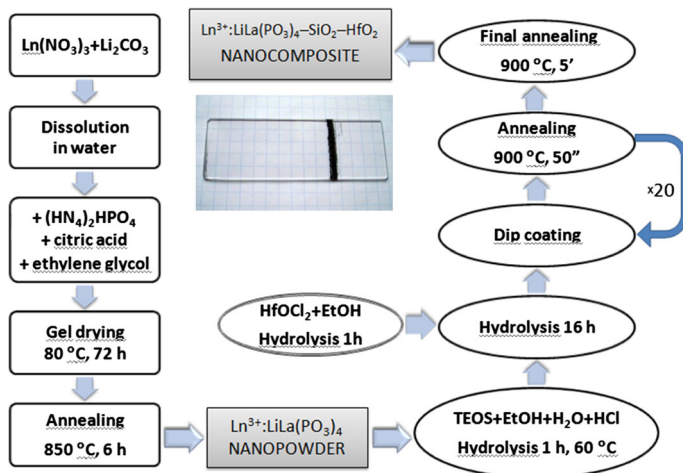 Ln(NO₃)₃+Li₂CO₃
Dissolution
in water
+ (HN₄)₂HPO₄
+ citric acid
+ ethylene glycol
Gel drying
80 °C, 72 h
Annealing
850 °C, 6 h
Ln³⁺:LiLa(PO₃)₄
NANOPOWDER
TEOS+EtOH+H₂O+HCl
Hydrolysis 1 h, 60 °C
HfOCl₂+EtOH
Hydrolysis 1h
Hydrolysis 16 h
Dip coating
Annealing
900 °C, 50”
x20
Final annealing
900 °C, 5’
Ln³⁺:LiLa(PO₃)₄–SiO₂–HfO₂
NANOCOMPOSITE